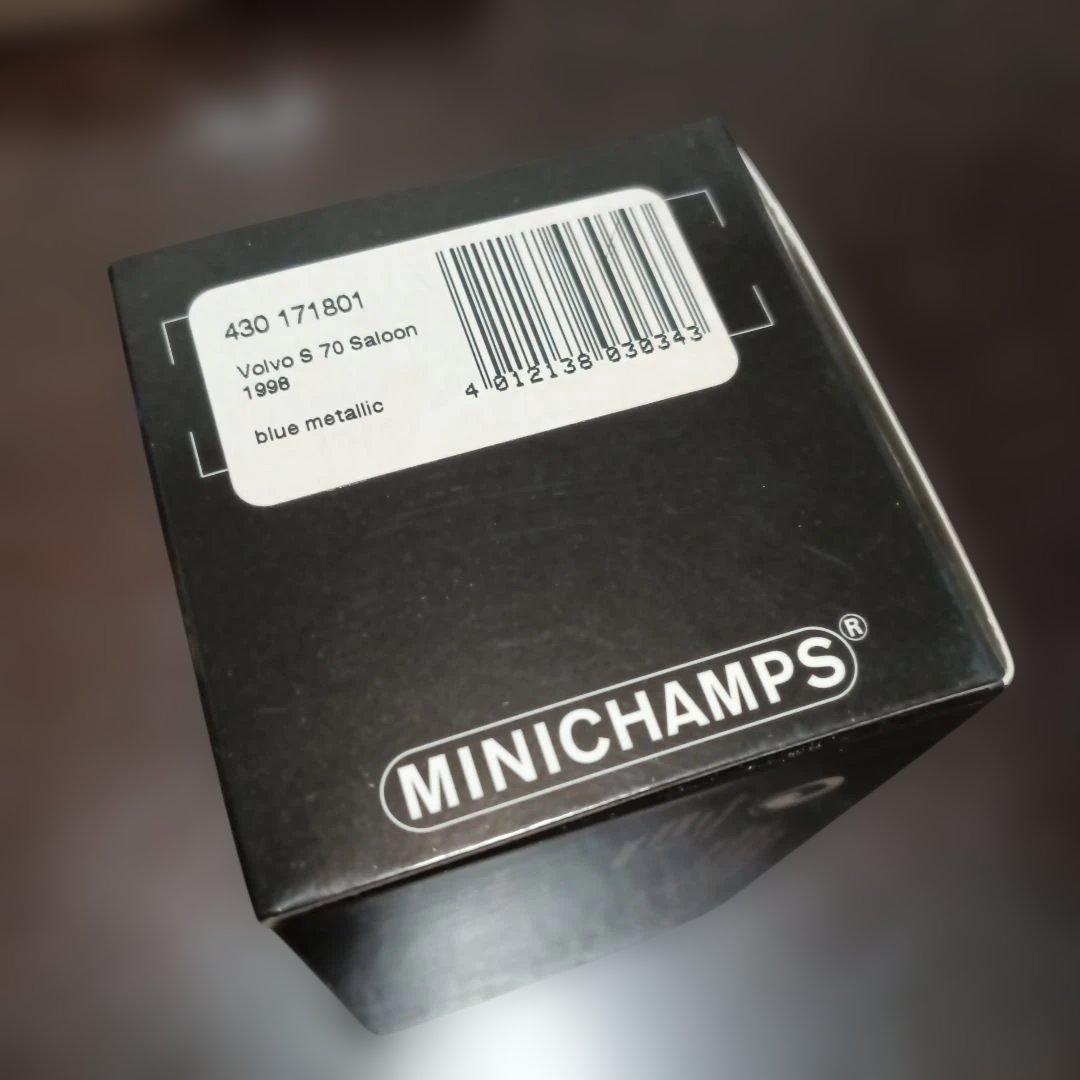 430 171801
Volvo S 70 Saloon
1998
blue metallic
4 012138 030343
MINICHAMPS®